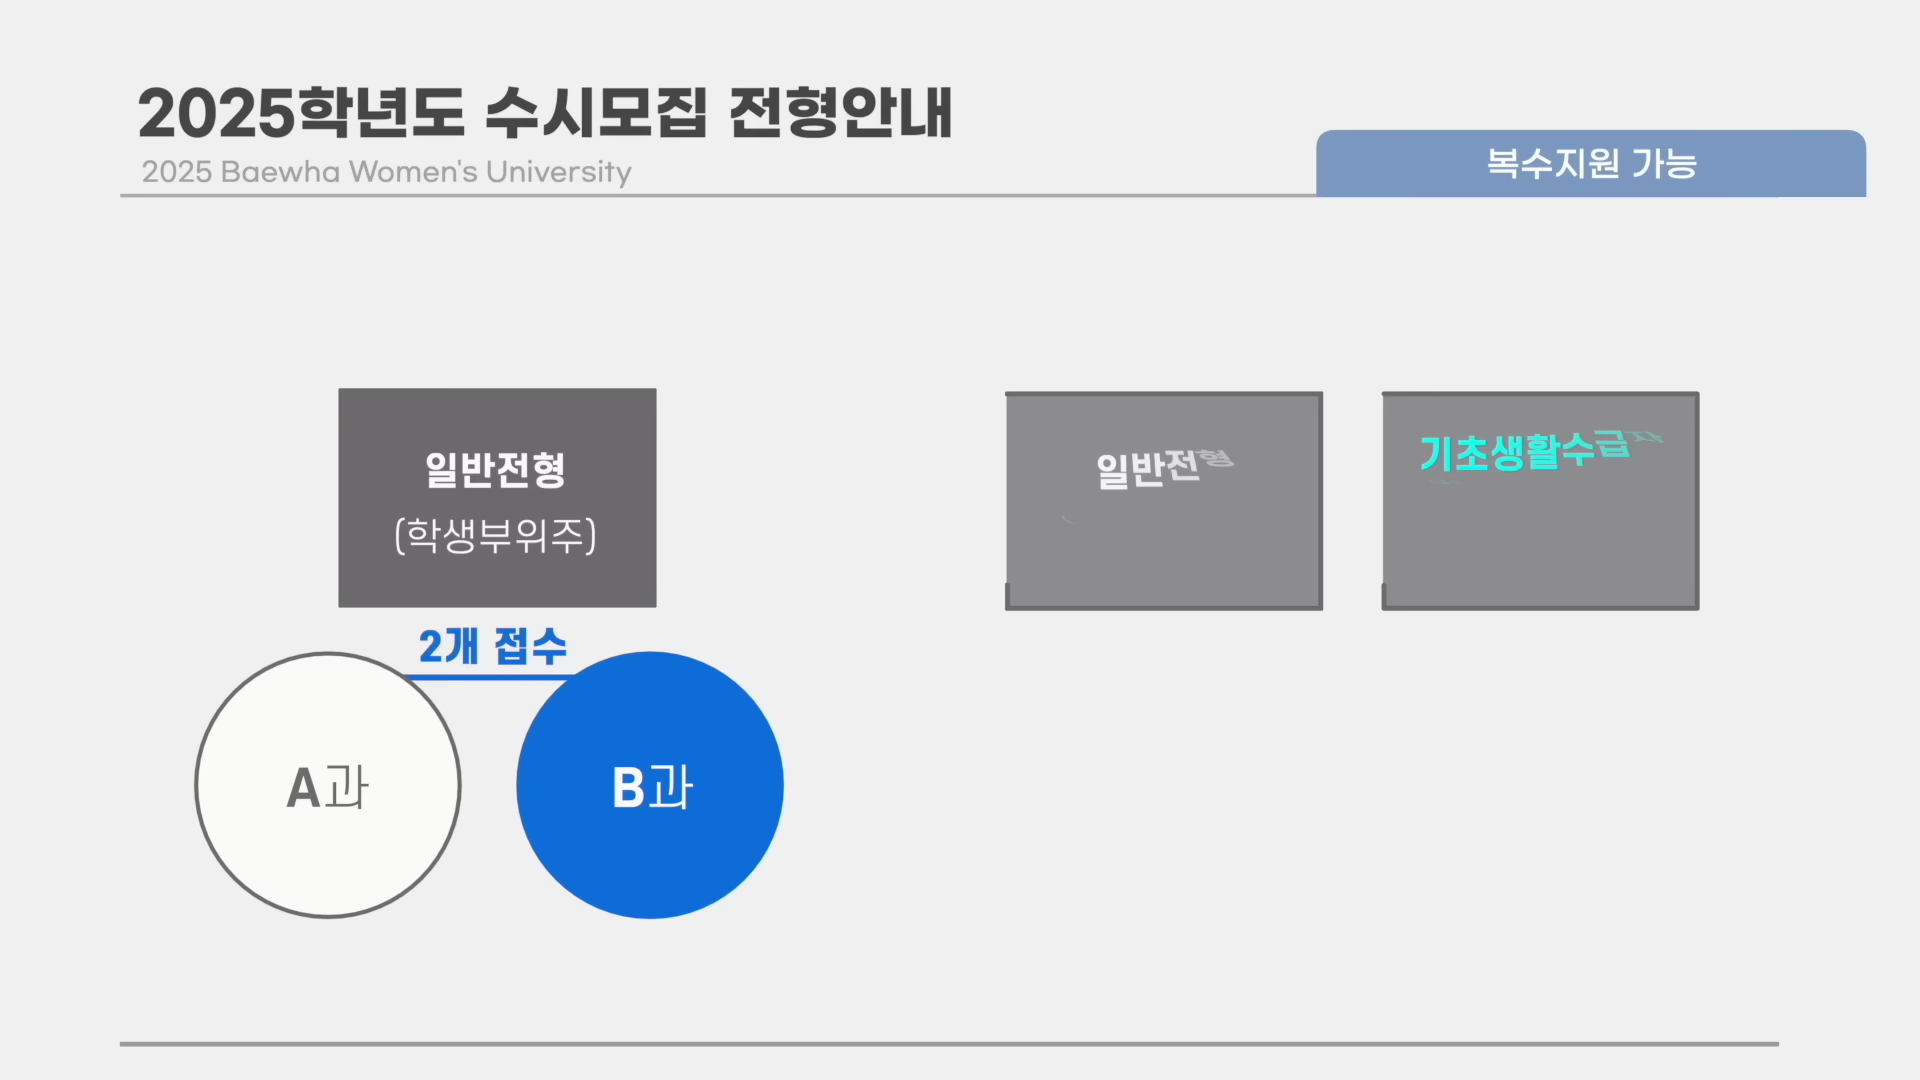 2025학년도 수시모집 전형안내
2025 Baewha Women's University
복수지원 가능
일반전형
(학생부위주)
2개 접수
A과
B과
일반전형
기초생활수급자